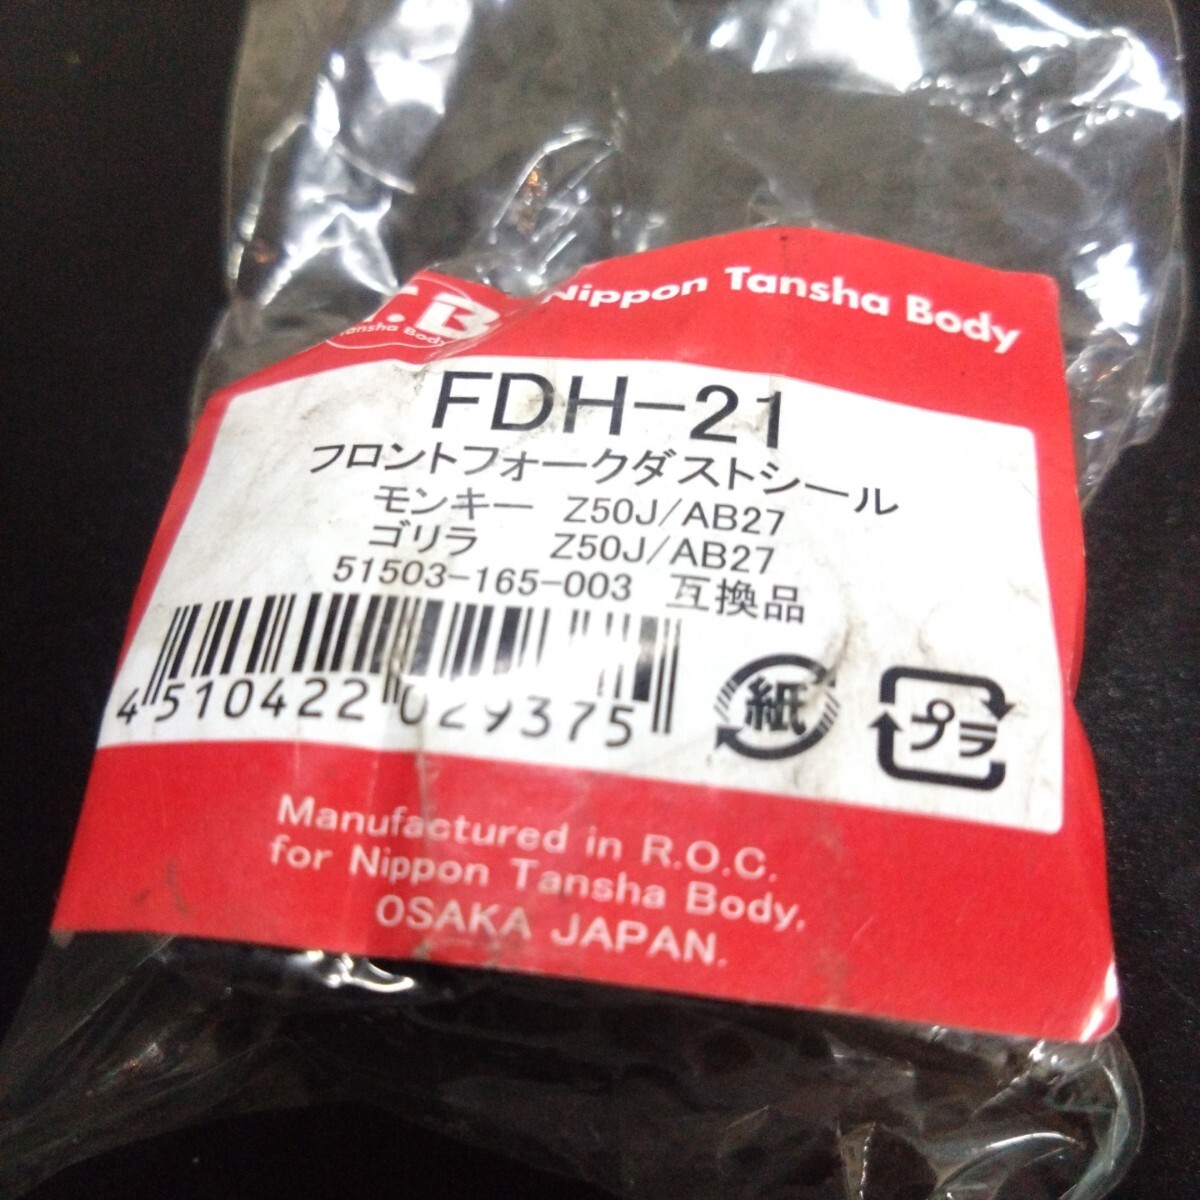 T.B
Tansha Body
Nippon Tansha Body
FDH-21
フロントフォークダストシール
モンキー Z50J/AB27
ゴリラ Z50J/AB27
51503-165-003 互換品
4 510422 029375
紙
プラ
Manufactured in R.O.C.
for Nippon Tansha Body.
OSAKA JAPAN.